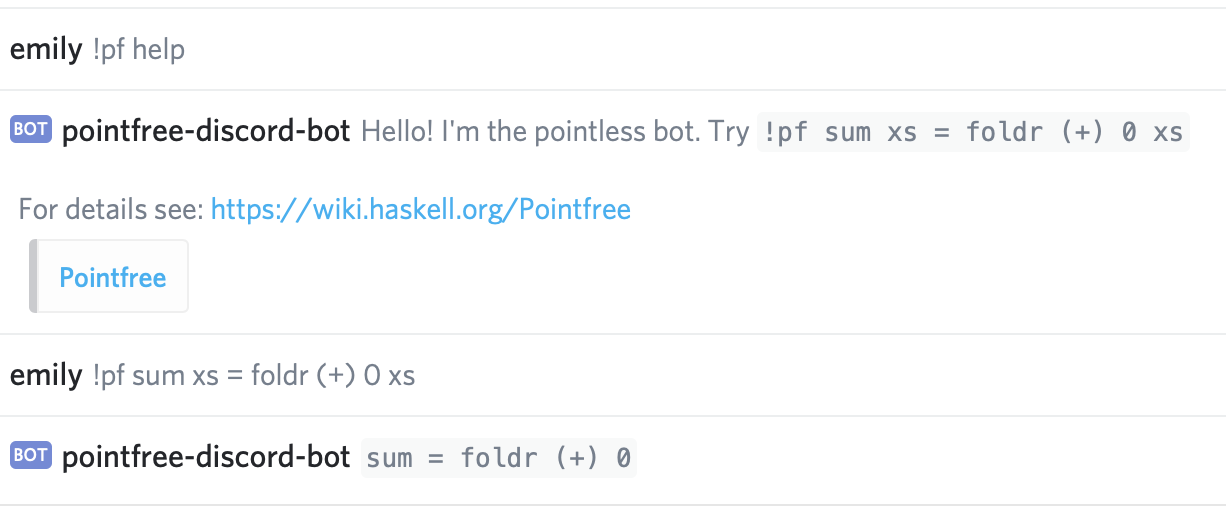 emily !pf help
BOT pointfree-discord-bot Hello! I'm the pointless bot. Try !pf sum xs = foldr (+) 0 xs
For details see: https://wiki.haskell.org/Pointfree
Pointfree
emily !pf sum xs = foldr (+) 0 xs
BOT pointfree-discord-bot sum = foldr (+) 0